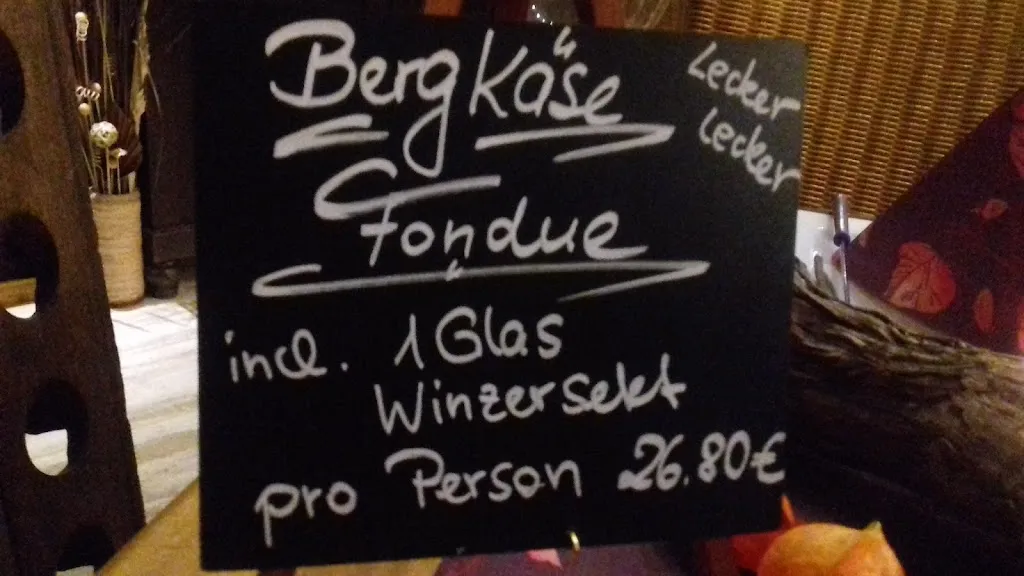 Bergkäse
Lecker
Lecker
Fondue
incl. 1 Glas
Winzersekt
pro Person 26.80€